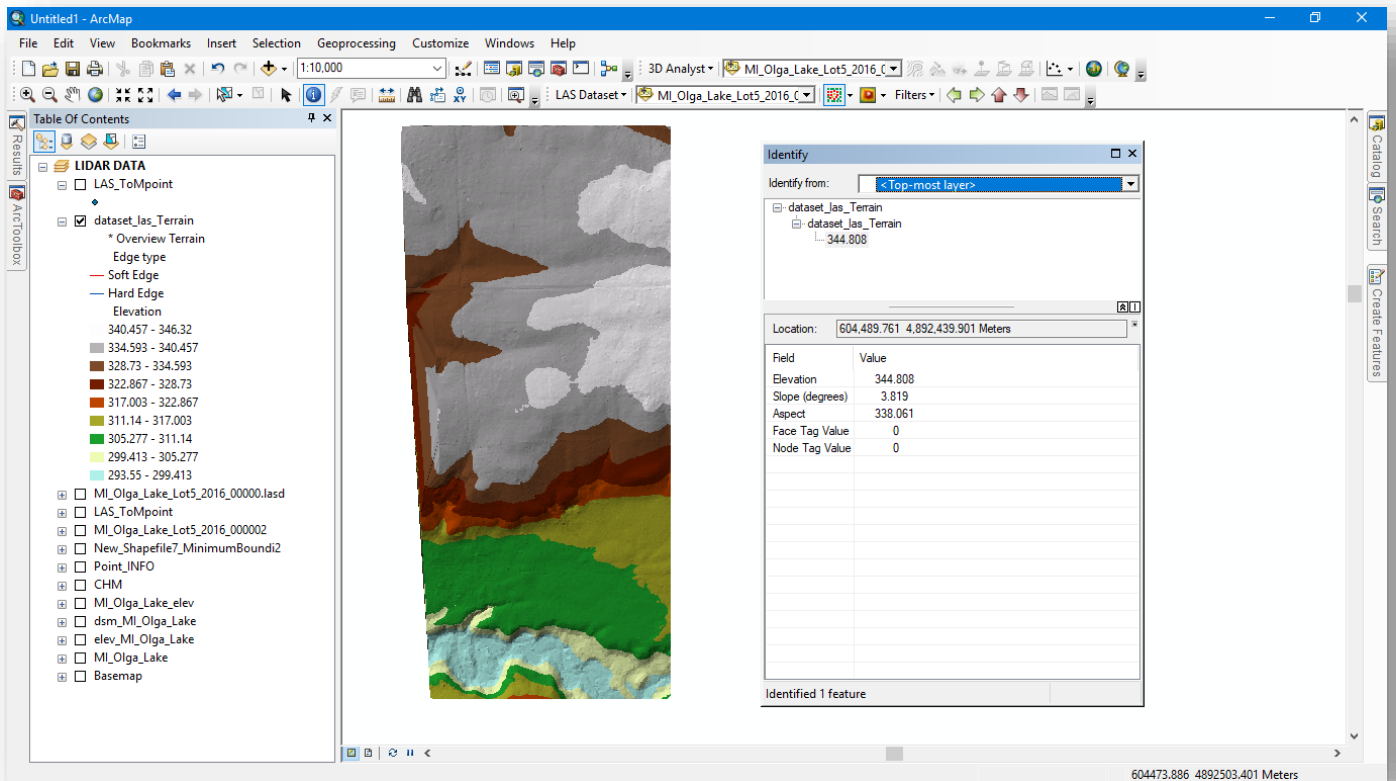 Untitled1 - ArcMap
File Edit View Bookmarks Insert Selection Geoprocessing Customize Windows Help
1:10,000 3D Analyst MI_Olga_Lake_Lot5_2016_(
LAS Dataset MI_Olga_Lake_Lot5_2016_( Filters
Table Of Contents
Results
ArcToolbox
LIDAR DATA
LAS_ToMpoint
dataset_las_Terrain
* Overview Terrain
Edge type
Soft Edge
Hard Edge
Elevation
340.457 - 346.32
334.593 - 340.457
328.73 - 334.593
322.867 - 328.73
317.003 - 322.867
311.14 - 317.003
305.277 - 311.14
299.413 - 305.277
293.55 - 299.413
MI_Olga_Lake_Lot5_2016_00000.lasd
LAS_ToMpoint
MI_Olga_Lake_Lot5_2016_000002
New_Shapefile7_MinimumBoundi2
Point_INFO
CHM
MI_Olga_Lake_elev
dsm_MI_Olga_Lake
elev_MI_Olga_Lake
MI_Olga_Lake
Basemap
Identify
Identify from: <Top-most layer>
dataset_las_Terrain
dataset_las_Terrain
344.808
Location: 604,489.761 4,892,439.901 Meters
Field Value
Elevation 344.808
Slope (degrees) 3.819
Aspect 338.061
Face Tag Value 0
Node Tag Value 0
Identified 1 feature
Catalog
Search
Create Features
604473.886 4892503.401 Meters